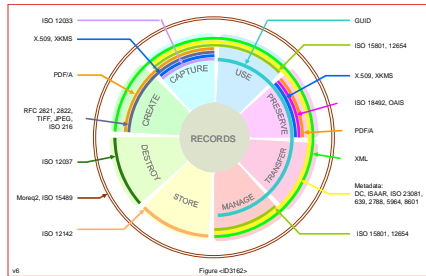 ISO 12033
GUID
X.509, XKMS
ISO 15801, 12654
PDF/A
X.509, XKMS
ISO 18492, OAIS
RFC 2821, 2822,
TIFF, JPEG,
ISO 216
PDF/A
XML
ISO 12037
Metadata:
DC, ISAAR, ISO 23081,
639, 2788, 5964, 8601
Moreq2, ISO 15489
ISO 12142
ISO 15801, 12654
CAPTURE
USE
CREATE
PRESERVE
RECORDS
DESTROY
TRANSFER
STORE
MANAGE
v6
Figure <ID3162>